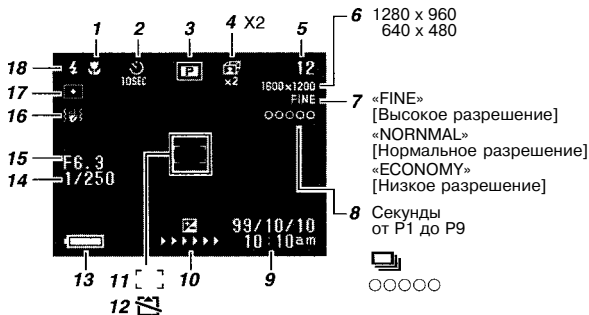 1 2 3 4 X2 5
6 1280 x 960
640 x 480
18 12
10SEC P x2
17 1600x1200
FINE
16
7 «FINE»
[Высокое разрешение]
«NORNMAL»
[Нормальное разрешение]
«ECONOMY»
[Низкое разрешение]
15 F6.3
14 1/250
8 Секунды
от P1 до P9
99/10/10
10:10am
13 11 10 9
12